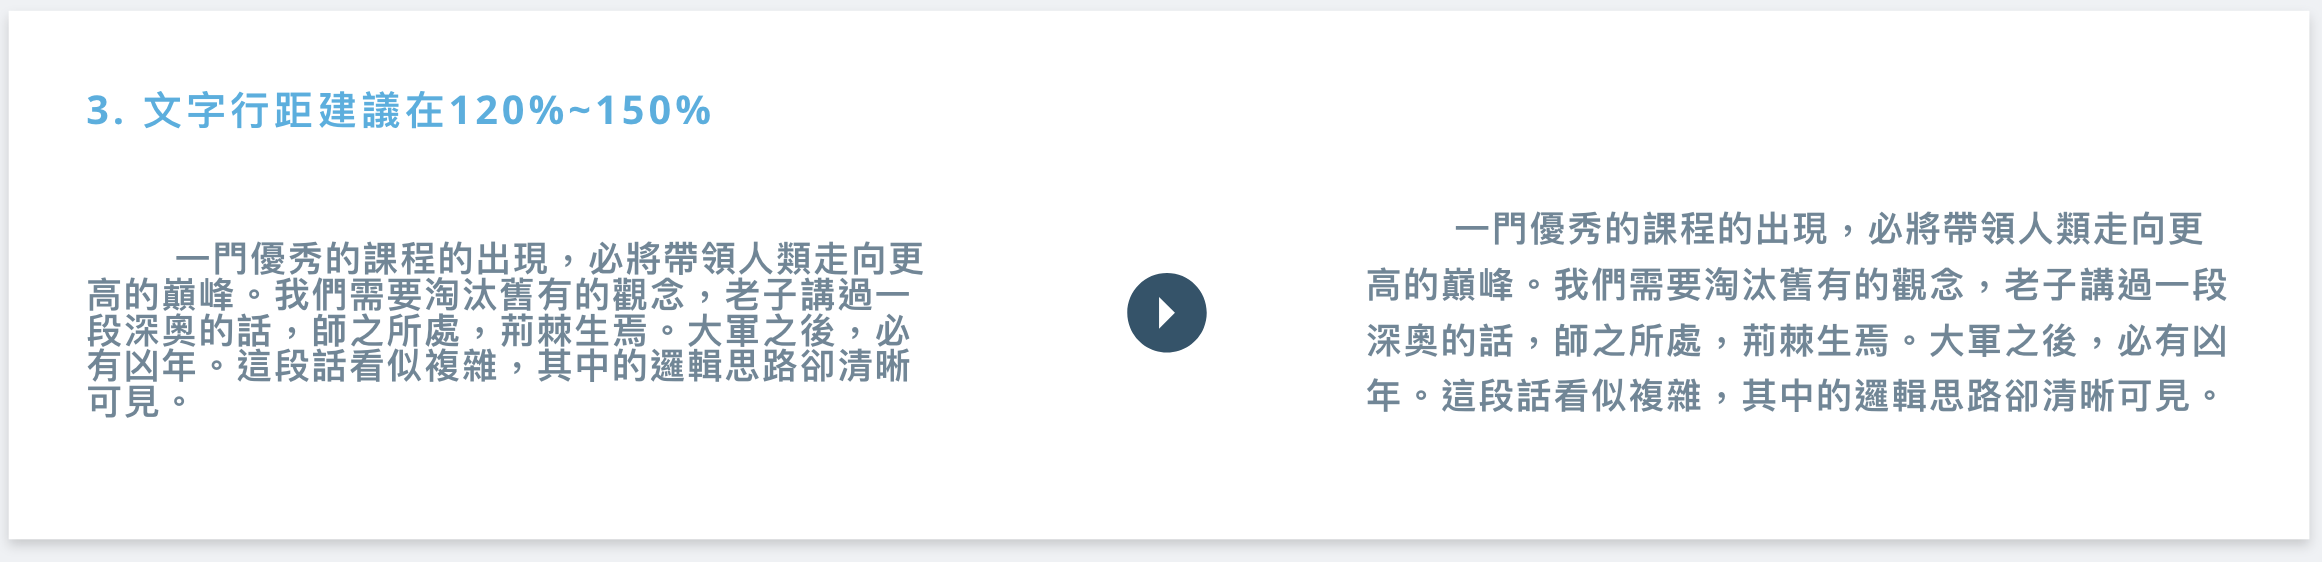 3. 文字行距建議在120%~150%
一門優秀的課程的出現，必將帶領人類走向更
高的巔峰。我們需要淘汰舊有的觀念，老子講過一
段深奧的話，師之所處，荊棘生焉。大軍之後，必
有凶年。這段話看似複雜，其中的邏輯思路卻清晰
可見。
一門優秀的課程的出現，必將帶領人類走向更
高的巔峰。我們需要淘汰舊有的觀念，老子講過一段
深奧的話，師之所處，荊棘生焉。大軍之後，必有凶
年。這段話看似複雜，其中的邏輯思路卻清晰可見。